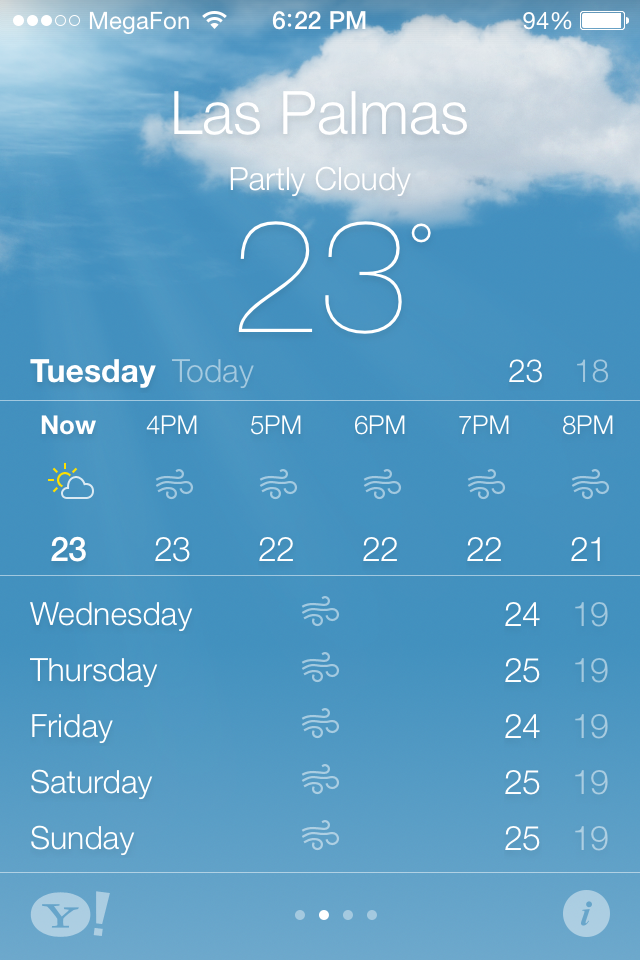 MegaFon 6:22 PM 94%
Las Palmas
Partly Cloudy
23°
Tuesday Today 23 18
Now 4PM 5PM 6PM 7PM 8PM
23 23 22 22 22 21
Wednesday 24 19
Thursday 25 19
Friday 24 19
Saturday 25 19
Sunday 25 19
Y! i